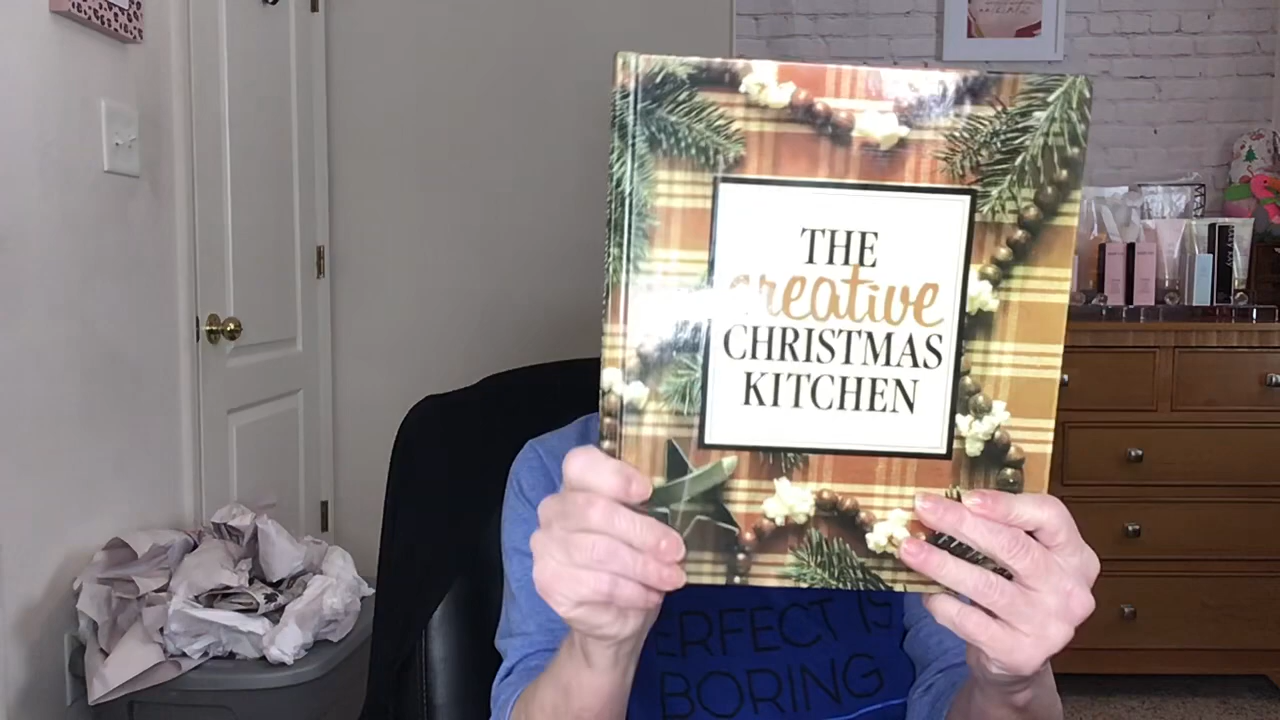 THE
creative
CHRISTMAS
KITCHEN
ERFECT IS
BORING